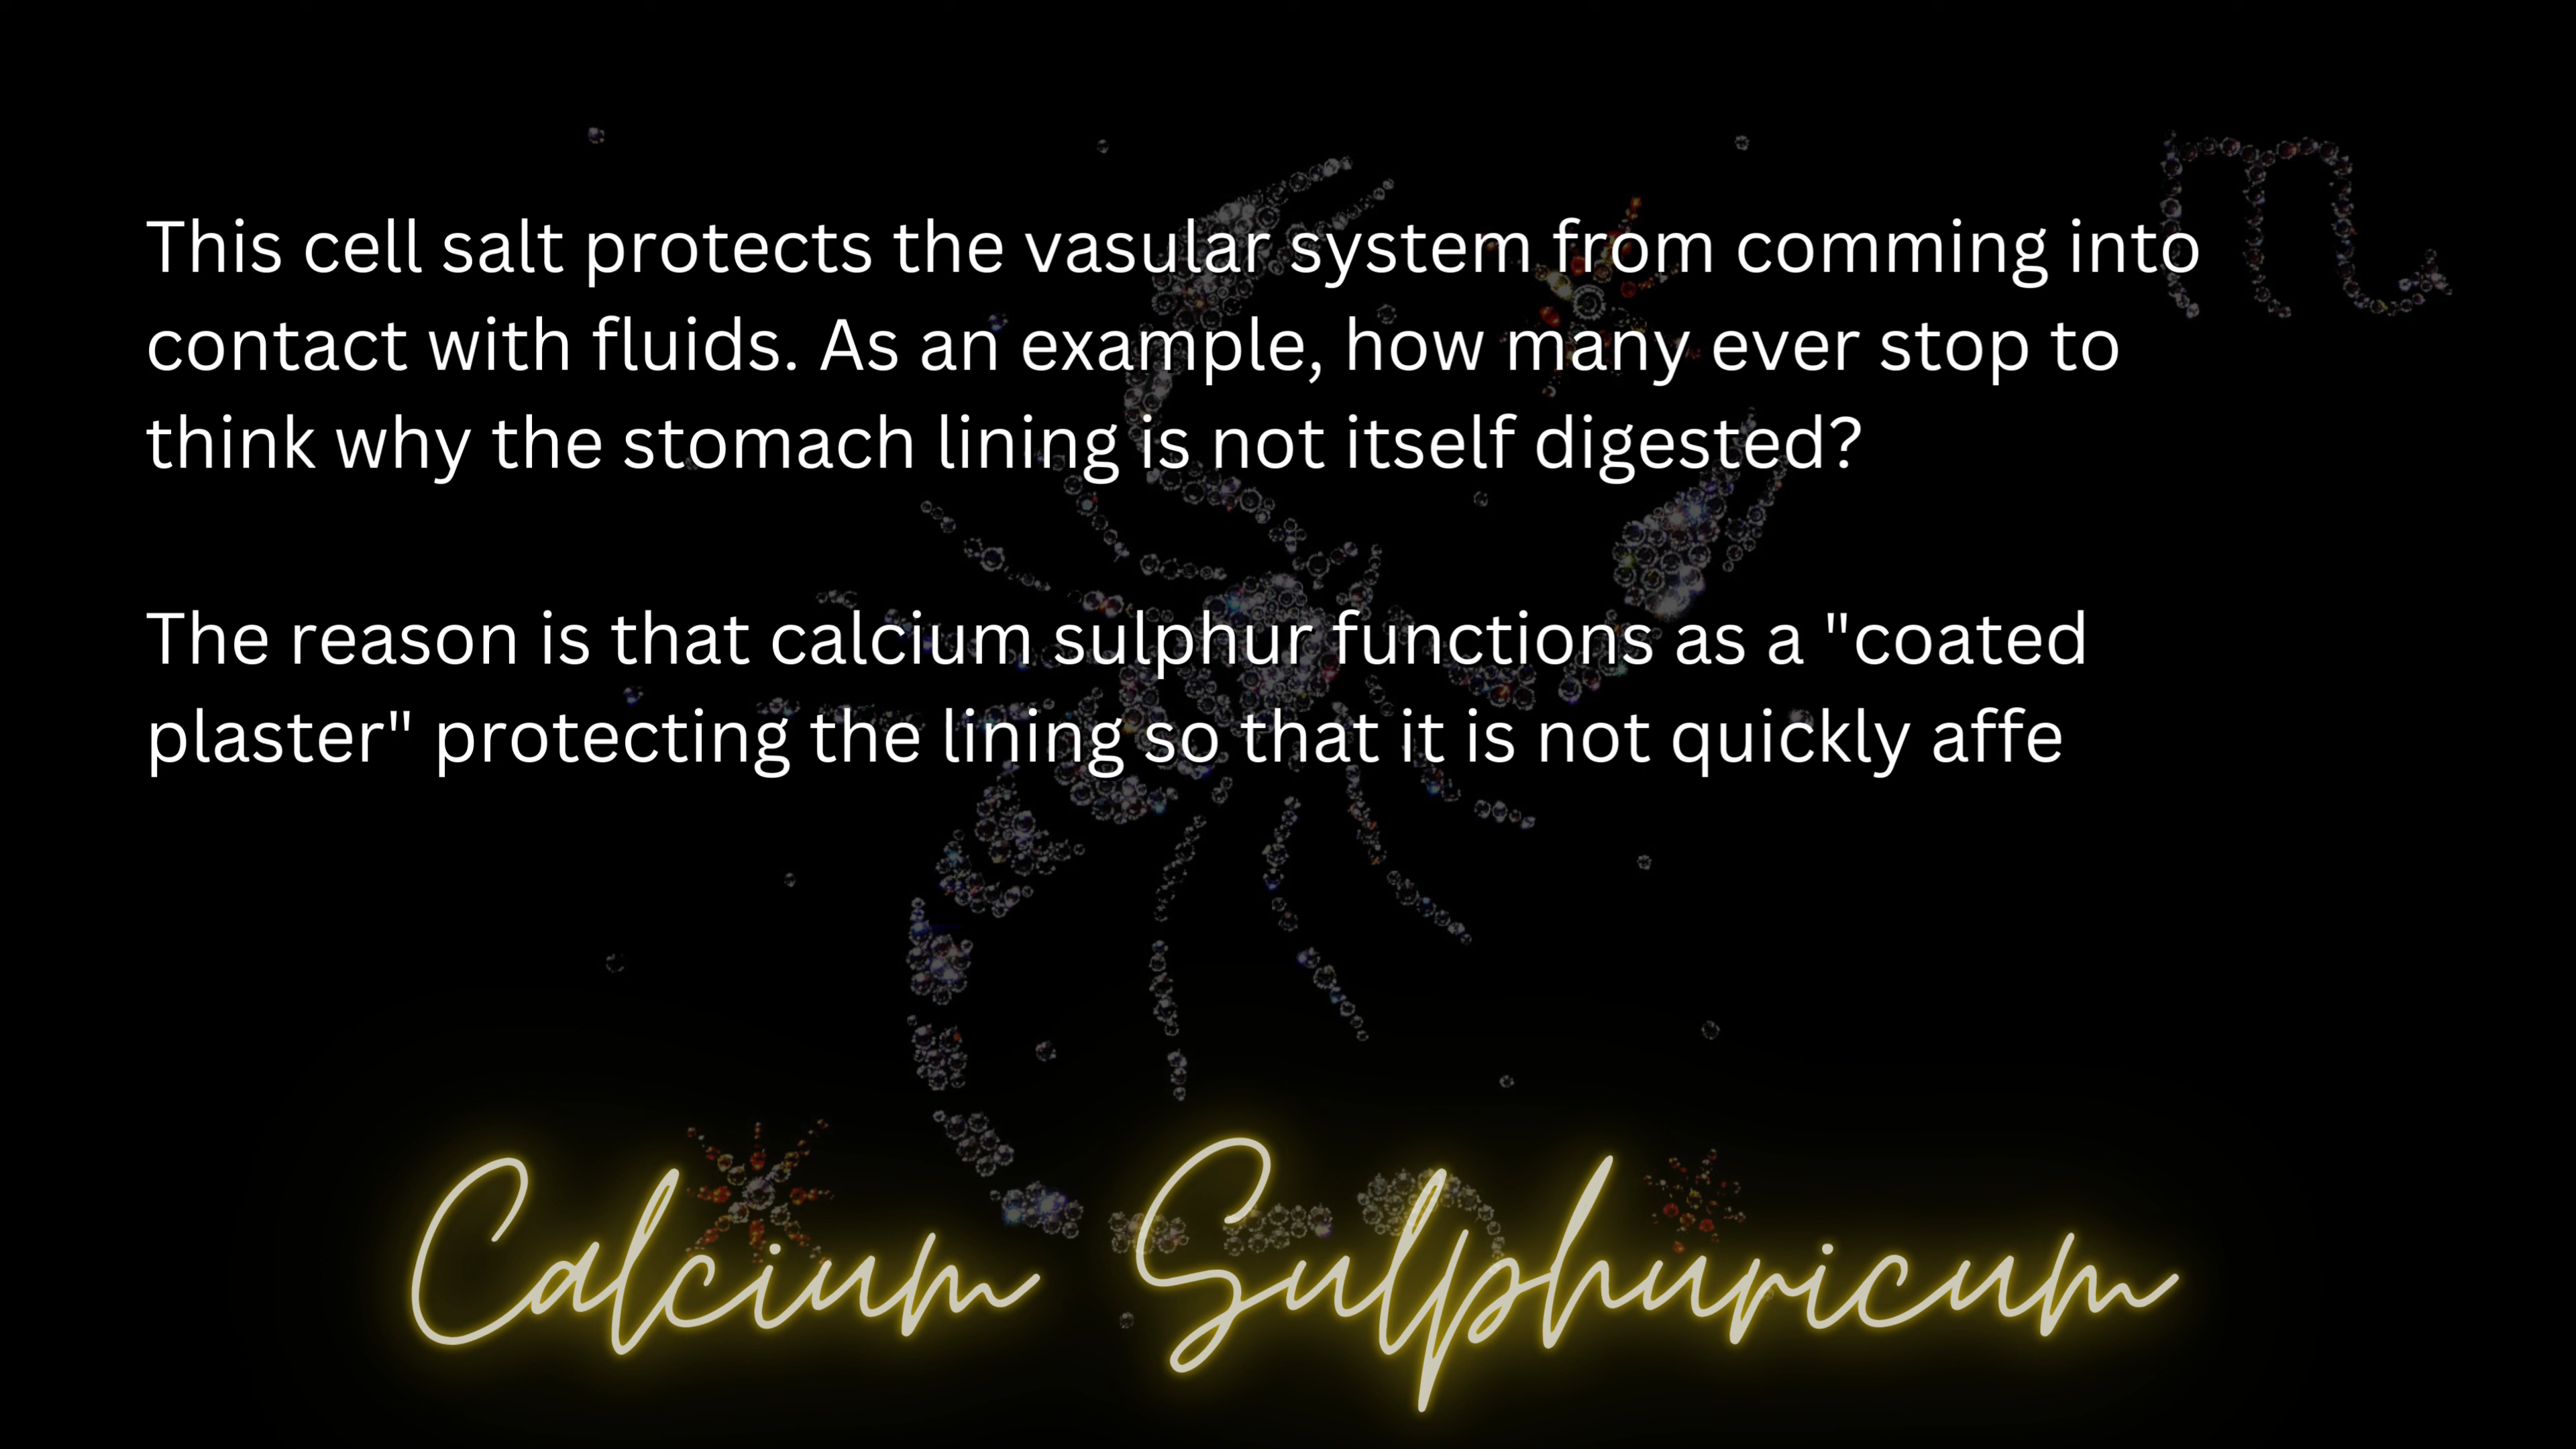 This cell salt protects the vasular system from comming into
contact with fluids. As an example, how many ever stop to
think why the stomach lining is not itself digested?
The reason is that calcium sulphur functions as a "coated
plaster" protecting the lining so that it is not quickly affe
Calcium Sulphuricum